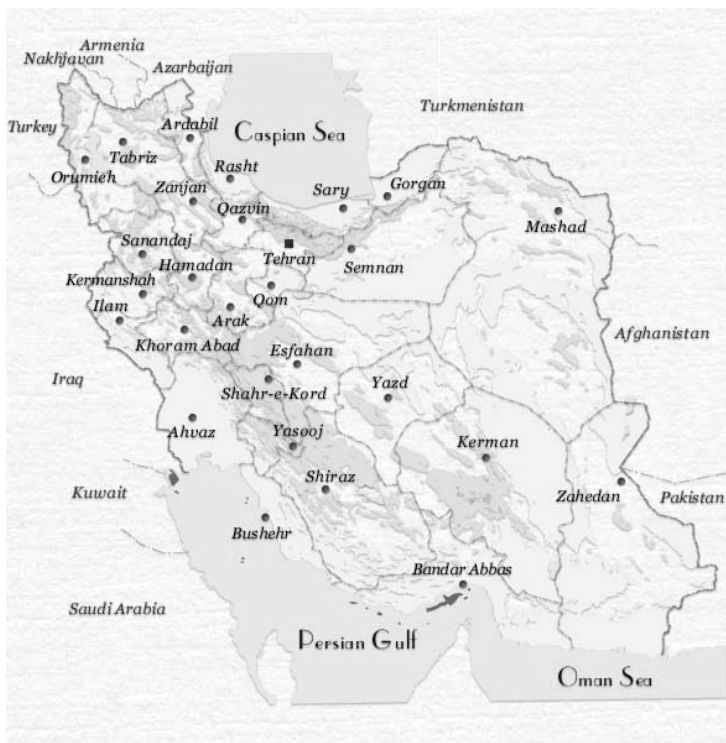 Armenia
Nakhjavan
Azarbaijan
Turkey
Turkmenistan
Ardabil
Caspian Sea
Tabriz
Orumieh
Rasht
Zanjan
Sary
Gorgan
Qazvin
Mashad
Sanandaj
Tehran
Hamadan
Semnan
Kermanshah
Qom
Ilam
Arak
Afghanistan
Khoram Abad
Esfahan
Iraq
Shahr-e-Kord
Yazd
Ahvaz
Yasooj
Kerman
Shiraz
Kuwait
Zahedan
Pakistan
Bushehr
Bandar Abbas
Saudi Arabia
Persian Gulf
Oman Sea